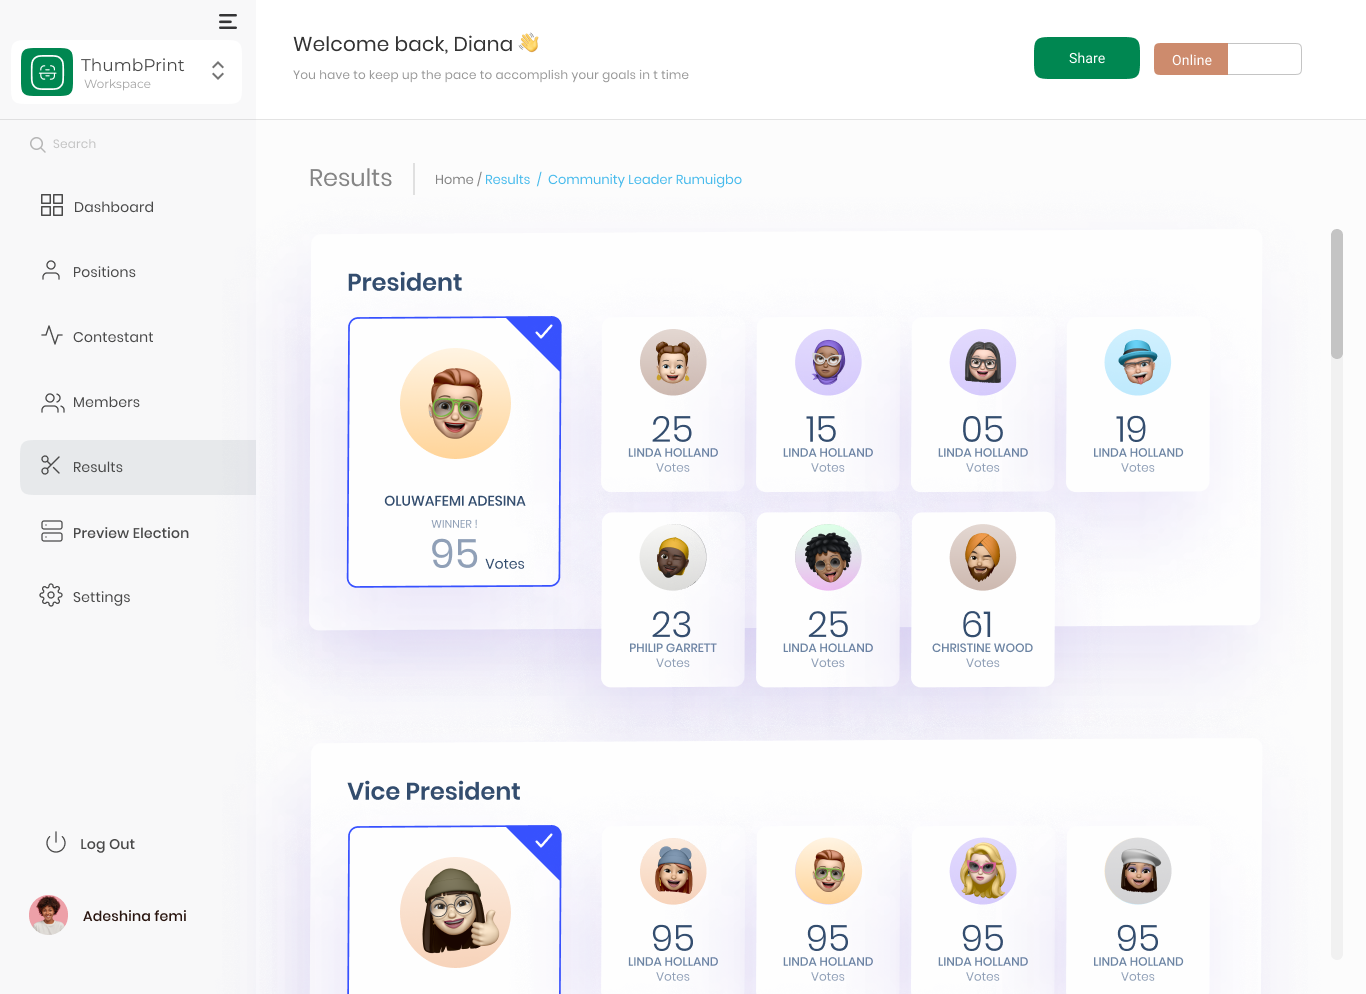 ThumbPrint
Workspace
Search
Dashboard
Positions
Contestant
Members
Results
Preview Election
Settings
Log Out
Adeshina femi
Welcome back, Diana 👋
You have to keep up the pace to accomplish your goals in t time
Share
Online
Results
Home / Results / Community Leader Rumuigbo
President
OLUWAFEMI ADESINA
WINNER !
95 Votes
25
LINDA HOLLAND
Votes
15
LINDA HOLLAND
Votes
05
LINDA HOLLAND
Votes
19
LINDA HOLLAND
Votes
23
PHILIP GARRETT
Votes
25
LINDA HOLLAND
Votes
61
CHRISTINE WOOD
Votes
Vice President
95
LINDA HOLLAND
Votes
95
LINDA HOLLAND
Votes
95
LINDA HOLLAND
Votes
95
LINDA HOLLAND
Votes